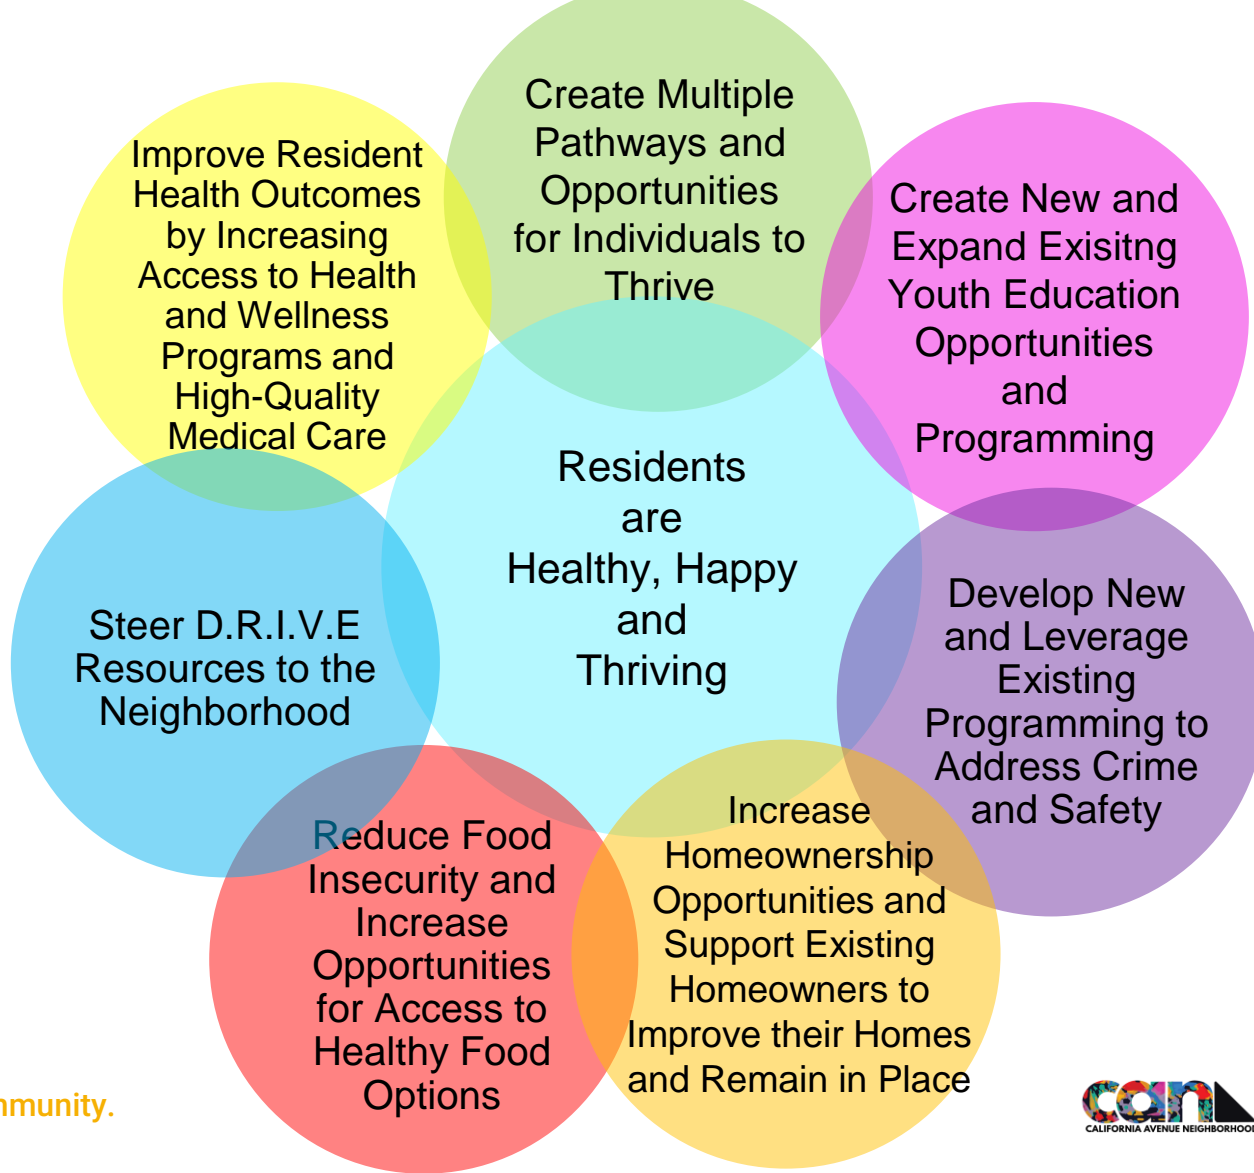 Create Multiple
Pathways and
Opportunities
for Individuals to
Thrive
Improve Resident
Health Outcomes
by Increasing
Access to Health
and Wellness
Programs and
High-Quality
Medical Care
Create New and
Expand Exisitng
Youth Education
Opportunities
and
Programming
Residents
are
Healthy, Happy
and
Thriving
Steer D.R.I.V.E
Resources to the
Neighborhood
Develop New
and Leverage
Existing
Programming to
Address Crime
and Safety
Reduce Food
Insecurity and
Increase
Opportunities
for Access to
Healthy Food
Options
Increase
Homeownership
Opportunities and
Support Existing
Homeowners to
Improve their Homes
and Remain in Place
can
CALIFORNIA AVENUE NEIGHBORHOOD